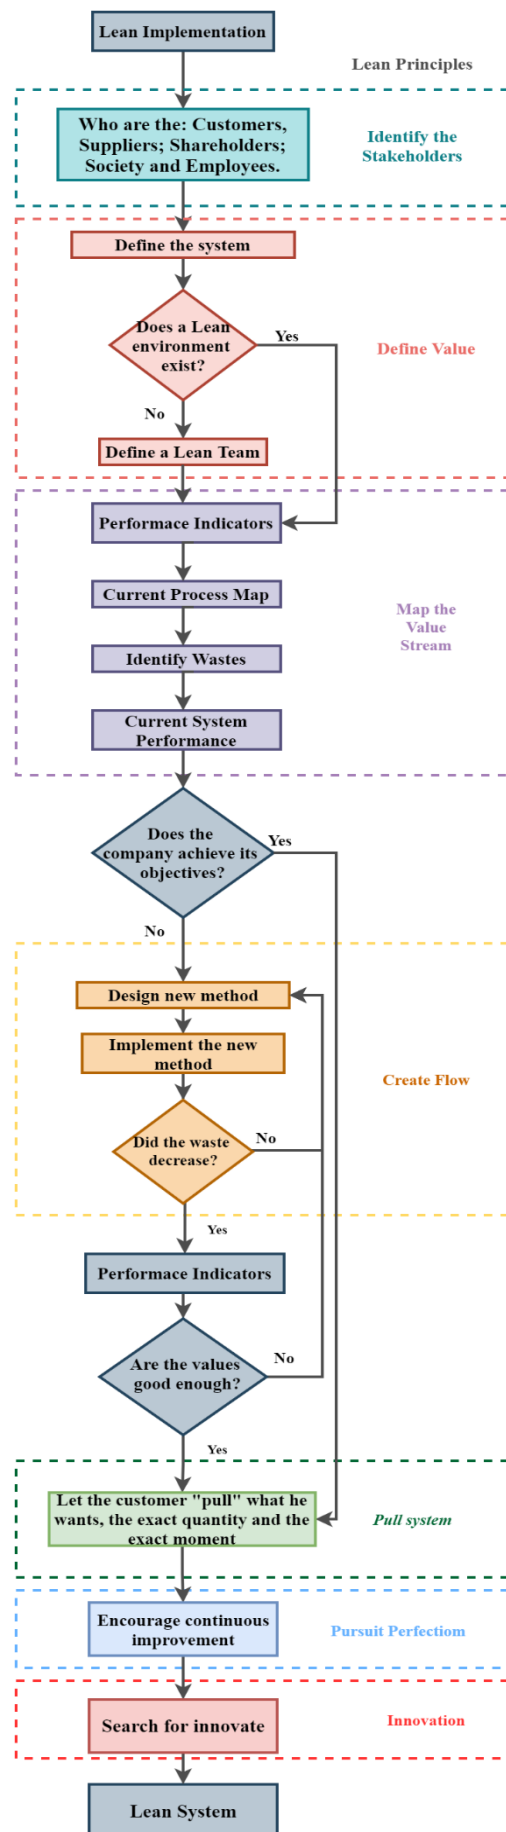 Lean Implementation
Lean Principles
Who are the: Customers,
Suppliers; Shareholders;
Society and Employees.
Identify the
Stakeholders
Define the system
Does a Lean
environment
exist?
Yes
Define Value
No
Define a Lean Team
Performace Indicators
Current Process Map
Map the
Value
Stream
Identify Wastes
Current System
Performance
Does the
company achieve its
objectives?
Yes
No
Design new method
Implement the new
method
Create Flow
Did the waste
decrease?
No
Yes
Performace Indicators
Are the values
good enough?
No
Yes
Let the customer "pull" what he
wants, the exact quantity and the
exact moment
Pull system
Encourage continuous
improvement
Pursuit Perfectiom
Search for innovate
Innovation
Lean System